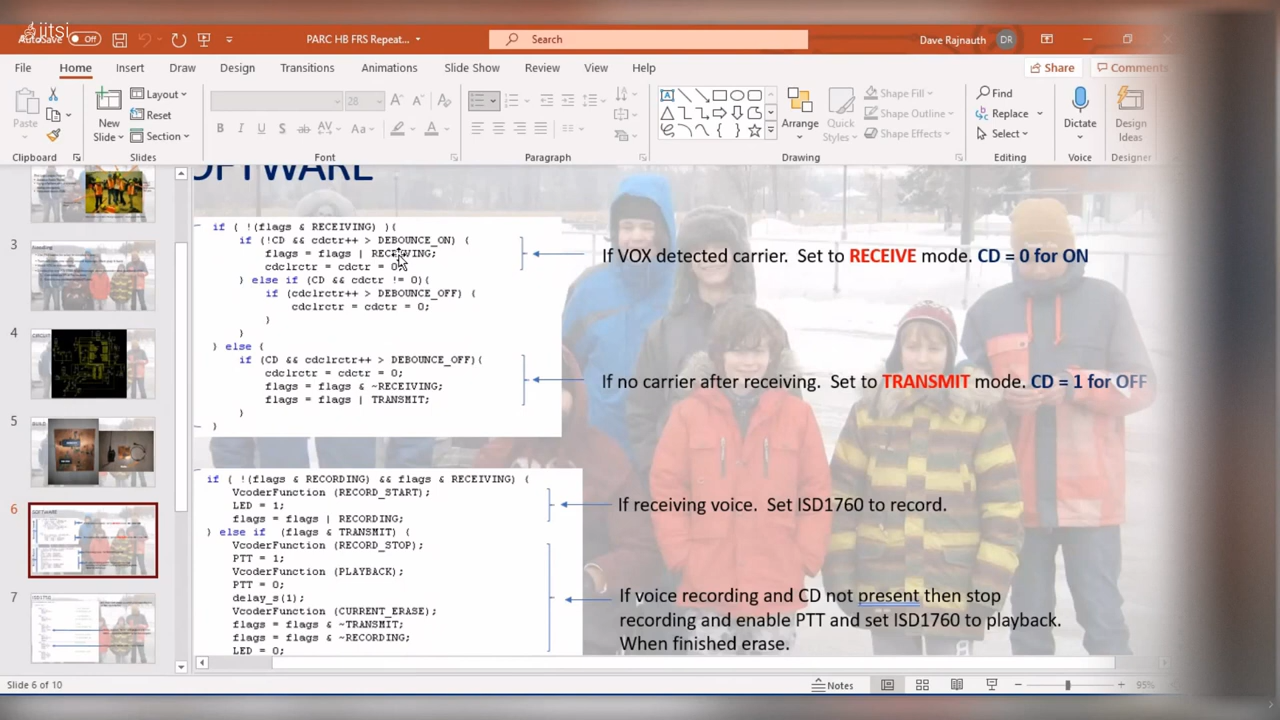 jitsi
AutoSave Off
PARC HB FRS Repeat...
Search
Dave Rajnauth DR
File Home Insert Draw Design Transitions Animations Slide Show Review View Help Share Comments
Paste
New
Slide
Layout
Reset
Section
28
B I U S ab AV Aa A
Arrange
Quick
Styles
Shape Fill
Shape Outline
Shape Effects
Find
Replace
Select
Dictate
Design
Ideas
Clipboard Slides Font Paragraph Drawing Editing Voice Designer
3
4
5
6
7
OFTWARE
if ( !(flags & RECEIVING) ){
if (!CD && cdctr++ > DEBOUNCE_ON) {
flags = flags | RECEIVING;
cdclrctr = cdctr = 0;
} else if (CD && cdctr != 0){
if (cdclrctr++ > DEBOUNCE_OFF) {
cdclrctr = cdctr = 0;
}
}
} else {
if (CD && cdclrctr++ > DEBOUNCE_OFF){
cdclrctr = cdctr = 0;
flags = flags & ~RECEIVING;
flags = flags | TRANSMIT;
}
}
If VOX detected carrier. Set to RECEIVE mode. CD = 0 for ON
If no carrier after receiving. Set to TRANSMIT mode. CD = 1 for OFF
if ( !(flags & RECORDING) && flags & RECEIVING) {
VcoderFunction (RECORD_START);
LED = 1;
flags = flags | RECORDING;
} else if (flags & TRANSMIT) {
VcoderFunction (RECORD_STOP);
PTT = 1;
VcoderFunction (PLAYBACK);
PTT = 0;
delay_s(1);
VcoderFunction (CURRENT_ERASE);
flags = flags & ~TRANSMIT;
flags = flags & ~RECORDING;
LED = 0;
If receiving voice. Set ISD1760 to record.
If voice recording and CD not present then stop
recording and enable PTT and set ISD1760 to playback.
When finished erase.
Slide 6 of 10
Notes
95%